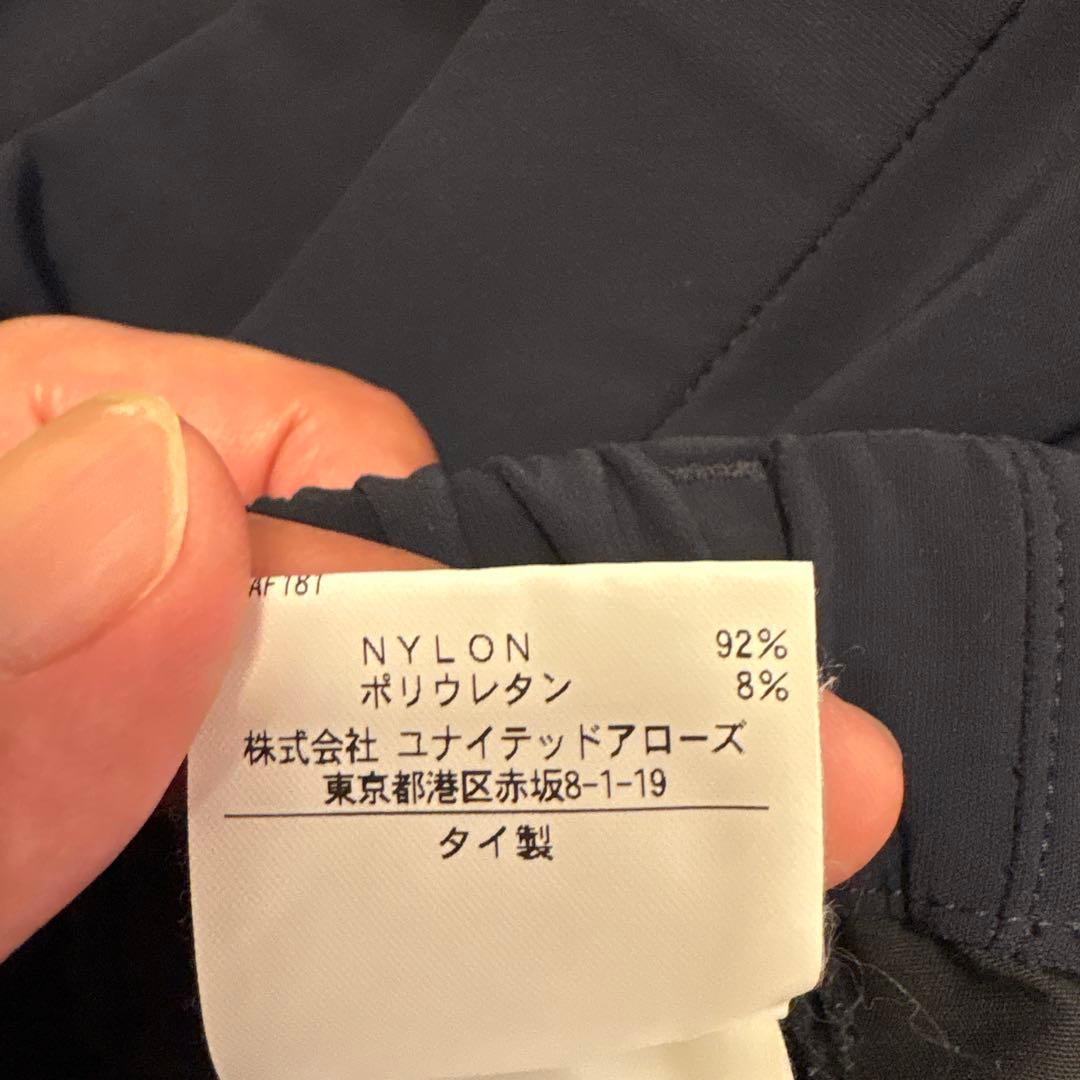 AF181
NYLON 92%
ポリウレタン 8%
株式会社 ユナイテッドアローズ
東京都港区赤坂8-1-19
タイ製